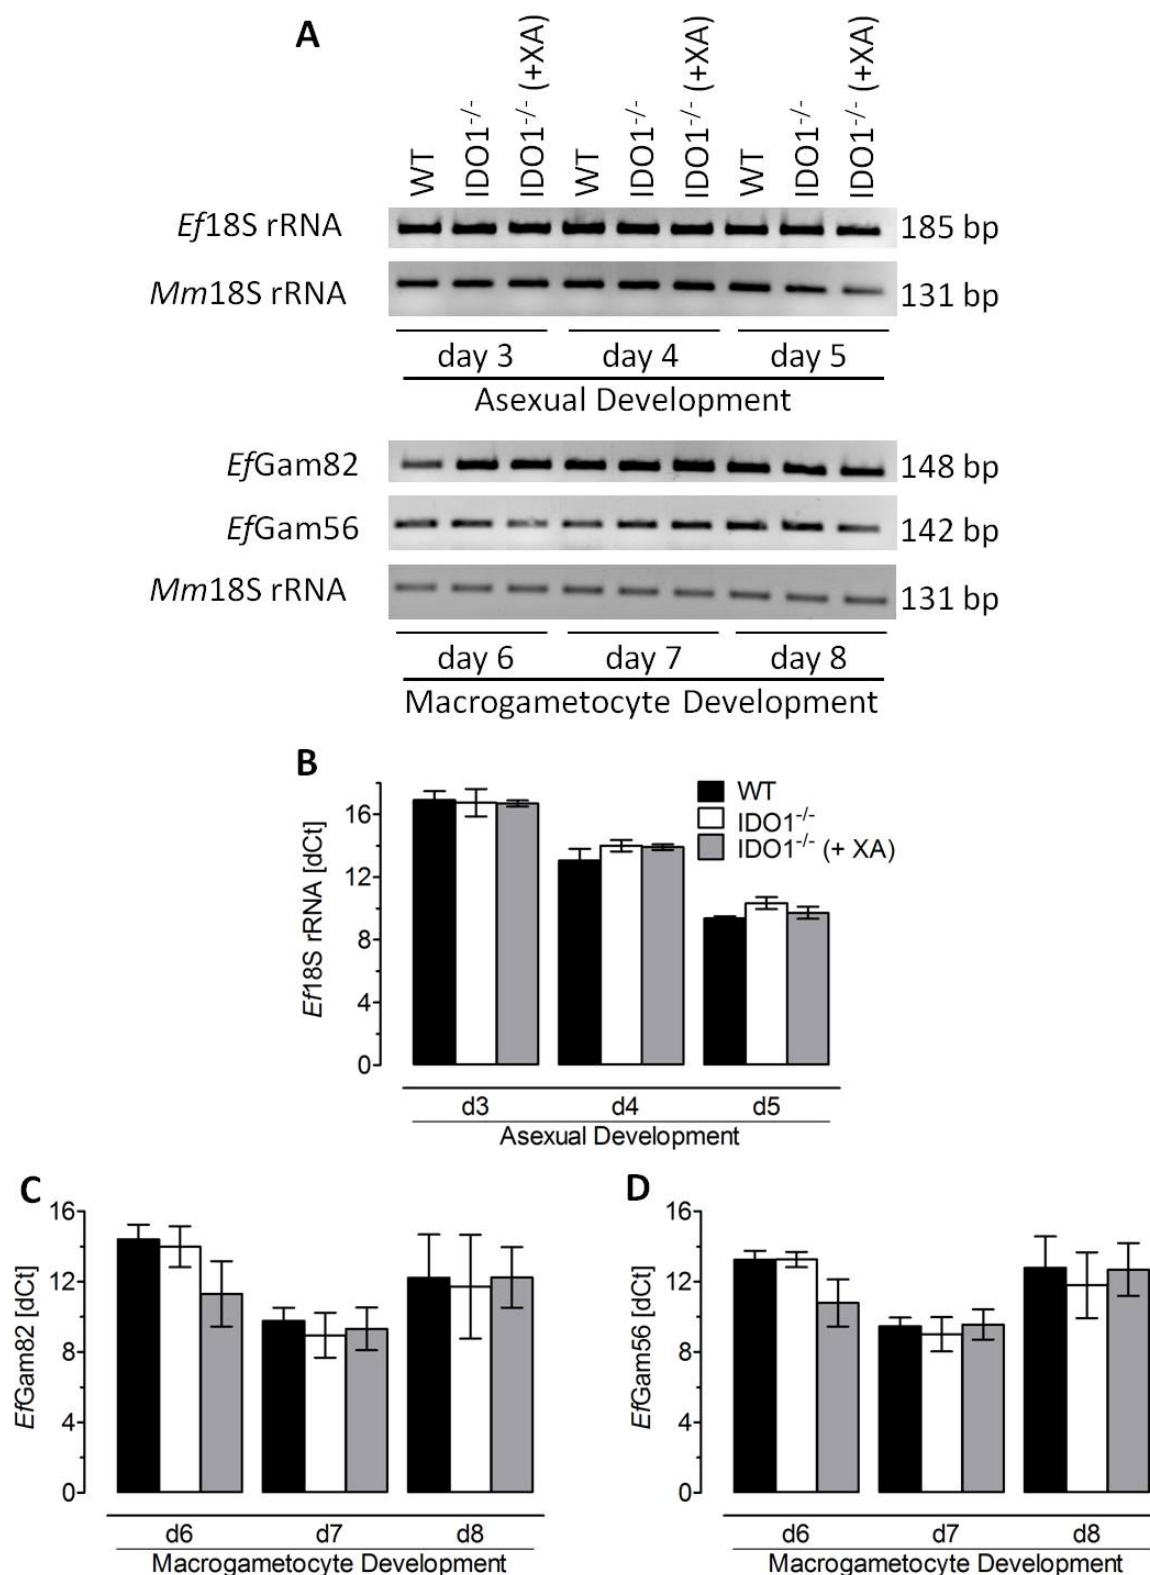 A
WT
IDO1-/-
IDO1-/- (+XA)
WT
IDO1-/-
IDO1-/- (+XA)
WT
IDO1-/-
IDO1-/- (+XA)
Ef18S rRNA 185 bp
Mm18S rRNA 131 bp
day 3 day 4 day 5
Asexual Development
EfGam82 148 bp
EfGam56 142 bp
Mm18S rRNA 131 bp
day 6 day 7 day 8
Macrogametocyte Development
B
WT
IDO1-/-
IDO1-/- (+ XA)
Ef18S rRNA [dCt]
16
12
8
4
0
d3 d4 d5
Asexual Development
C
EfGam82 [dCt]
16
12
8
4
0
d6 d7 d8
Macrogametocyte Development
D
EfGam56 [dCt]
16
12
8
4
0
d6 d7 d8
Macrogametocyte Development